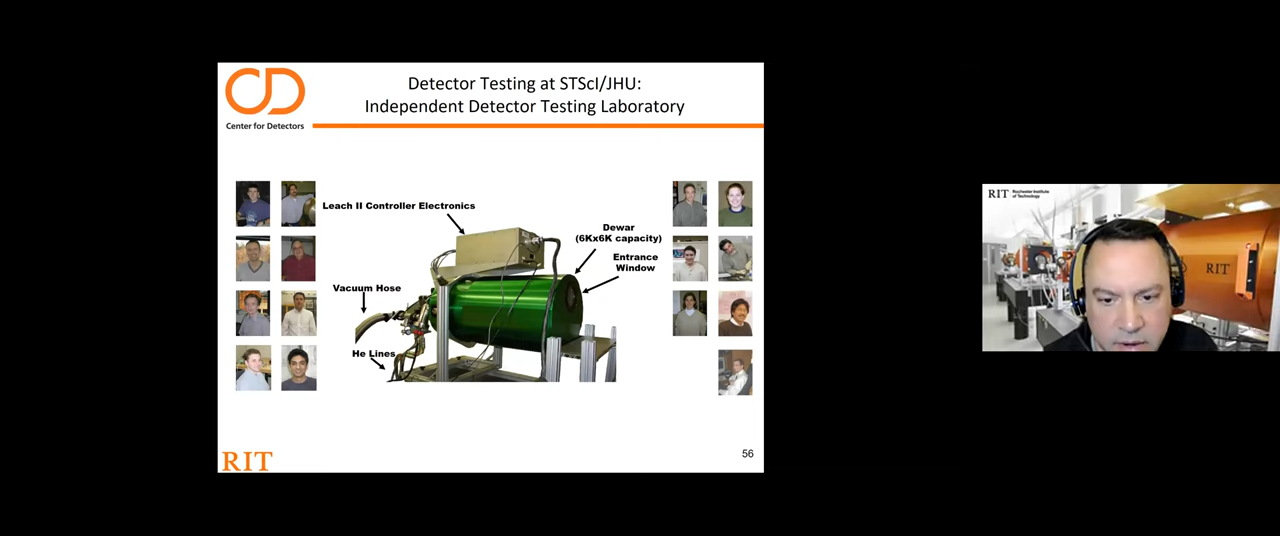 Detector Testing at STScI/JHU:
Independent Detector Testing Laboratory
Center for Detectors
Leach II Controller Electronics
Dewar
(6Kx6K capacity)
Entrance
Window
Vacuum Hose
He Lines
RIT
56
RIT Rochester Institute
of Technology
RIT